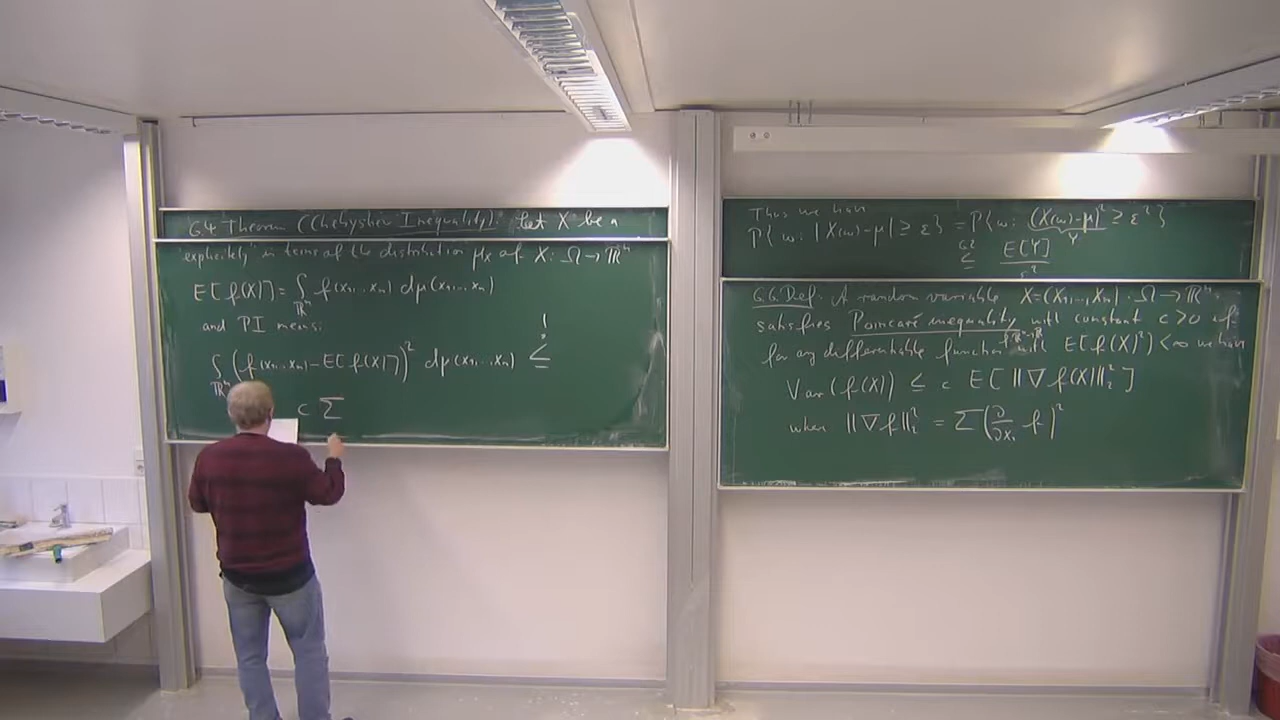 6.4 Theorem (Chebyshev Inequality): Let X be a
explicitely in terms of the distribution μ_X of X: Ω → ℝⁿ
E[f(X)] = ∫_{ℝⁿ} f(x₁...xₙ) dμ(x₁...xₙ)
and PI means:
∫_{ℝⁿ} (f(x₁...xₙ) - E[f(X)])² dμ(x₁...xₙ) ≤!
c Σ
Thus we have
P{ω: |X(ω)-μ| ≥ ε} = P{ω: (X(ω)-μ)² ≥ ε²}
Y
≤ E[Y]
6.6. Def: A random variable X=(X₁,...,Xₙ): Ω → ℝⁿ
satisfies Poincaré inequality with constant c>0 if
for any differentiable function f:ℝⁿ→ℝ with E[f(X)²]<∞ we have
Var(f(X)) ≤ c E[‖∇f(X)‖₂²]
where ‖∇f‖₂² = Σ(∂/∂xᵢ f)²